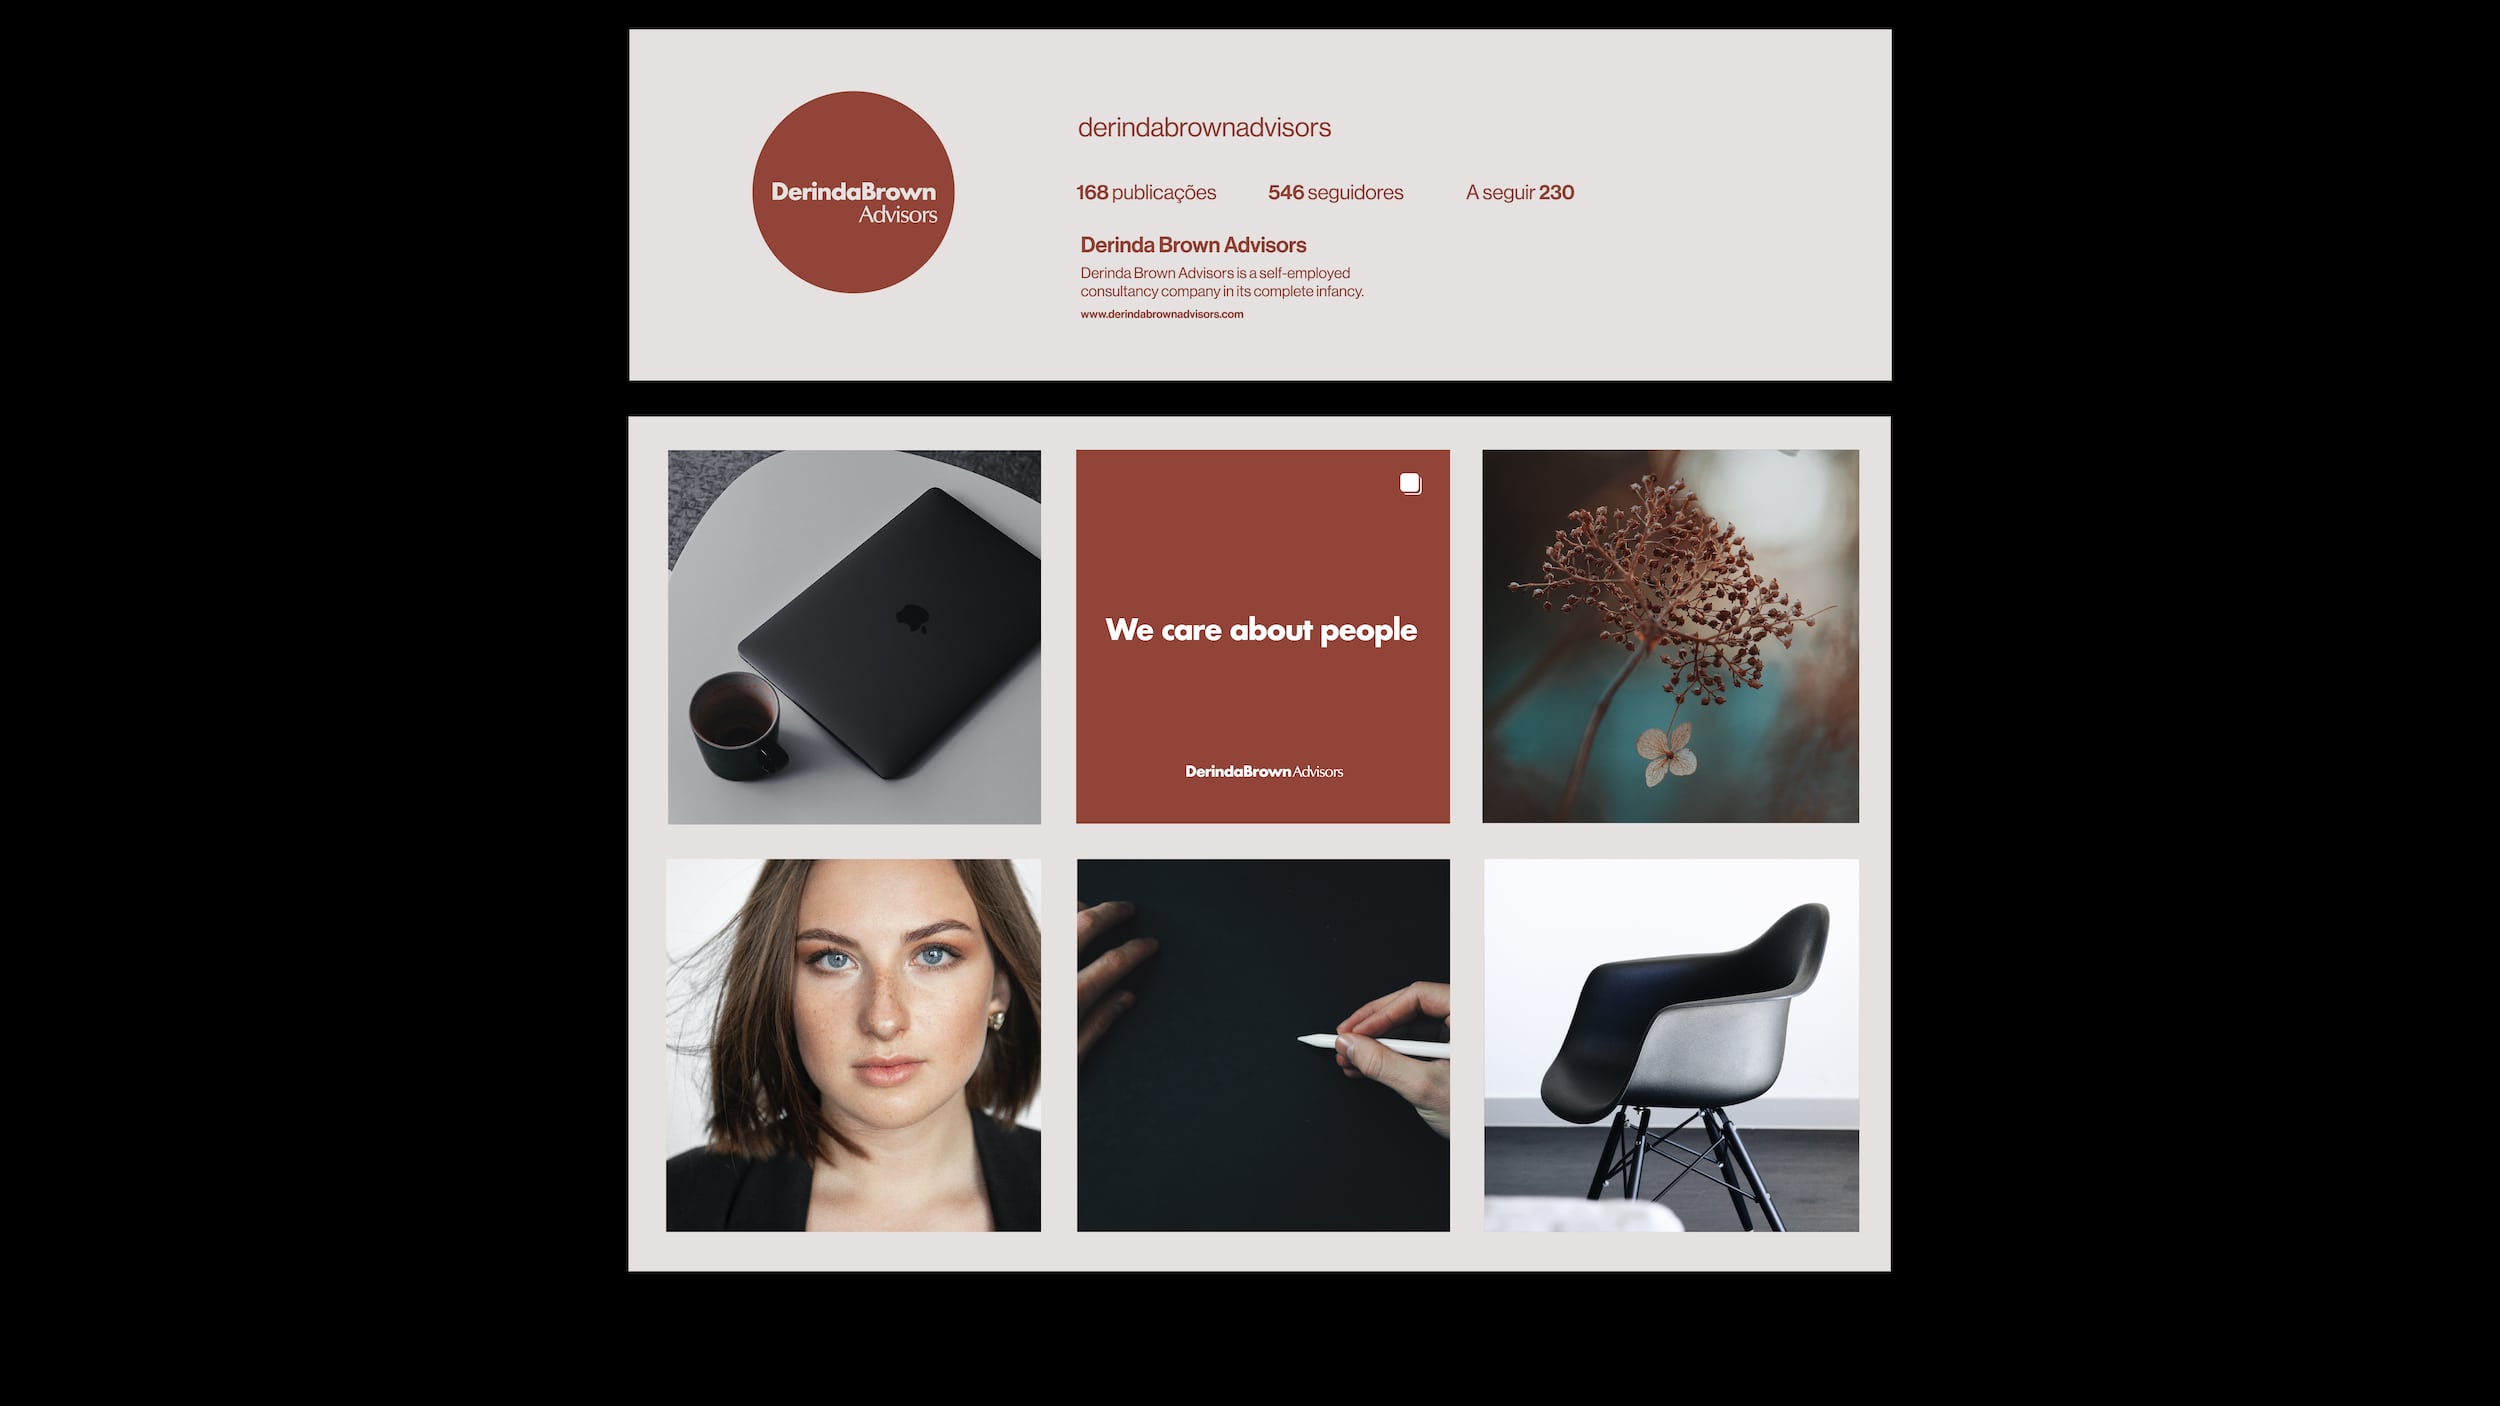 DerindaBrown
Advisors
derindabrownadvisors
168 publicações 546 seguidores A seguir 230
Derinda Brown Advisors
Derinda Brown Advisors is a self-employed
consultancy company in its complete infancy.
www.derindabrownadvisors.com
We care about people
DerindaBrown Advisors